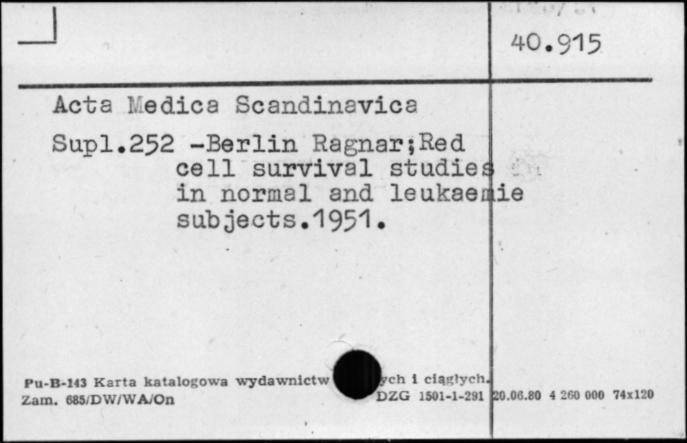 40.915
Acta Medica Scandinavica
Supl.252 -Berlin Ragnar;Red
cell survival studies
in normal and leukaemie
subjects.1951.
Pu-B-143 Karta katalogowa wydawnictw ych i ciągłych.
Zam. 685/DW/WA/On DZG 1501-1-291 20.06.80 4 260 000 74x120